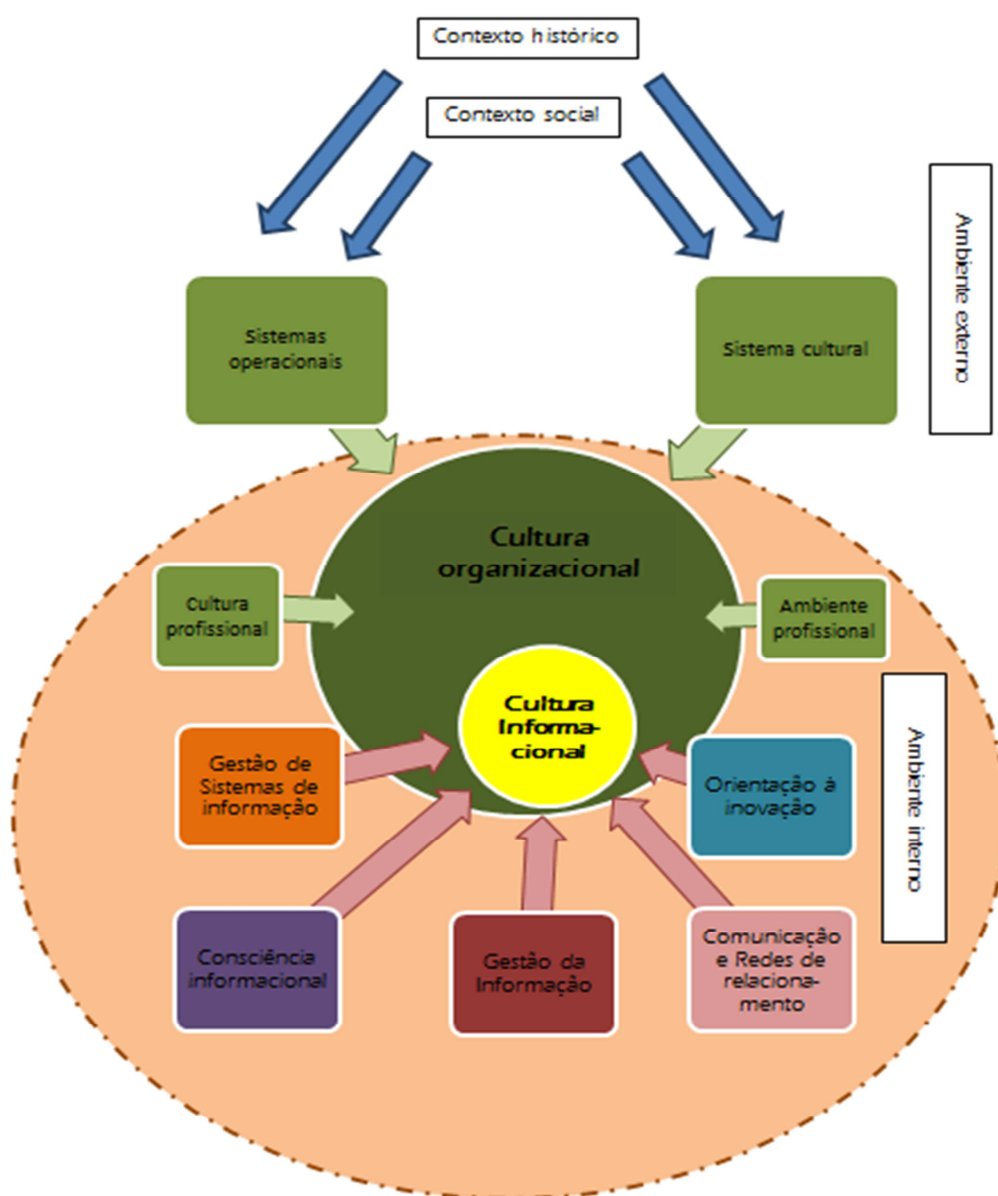 Contexto histórico
Contexto social
Ambiente externo
Sistemas
operacionais
Sistema cultural
Cultura
organizacional
Cultura
profissional
Ambiente
profissional
Cultura
Informa-
cional
Gestão de
Sistemas de
informação
Orientação à
inovação
Ambiente interno
Consciência
informacional
Gestão da
Informação
Comunicação
e Redes de
relaciona-
mento